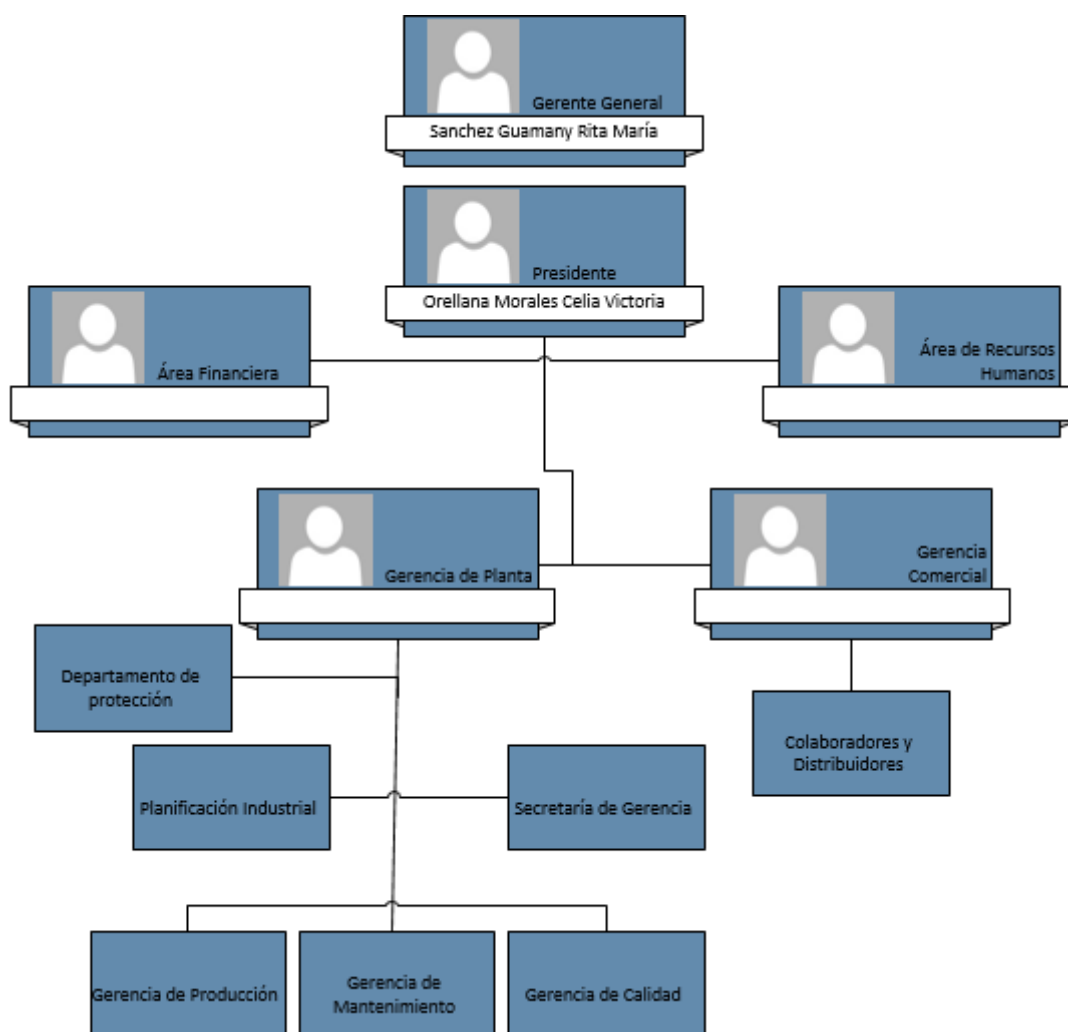 Gerente General
Sanchez Guamany Rita María
Presidente
Orellana Morales Celia Victoria
Área Financiera
Área de Recursos
Humanos
Gerencia de Planta
Gerencia
Comercial
Departamento de
protección
Colaboradores y
Distribuidores
Planificación Industrial
Secretaría de Gerencia
Gerencia de Producción
Gerencia de
Mantenimiento
Gerencia de Calidad